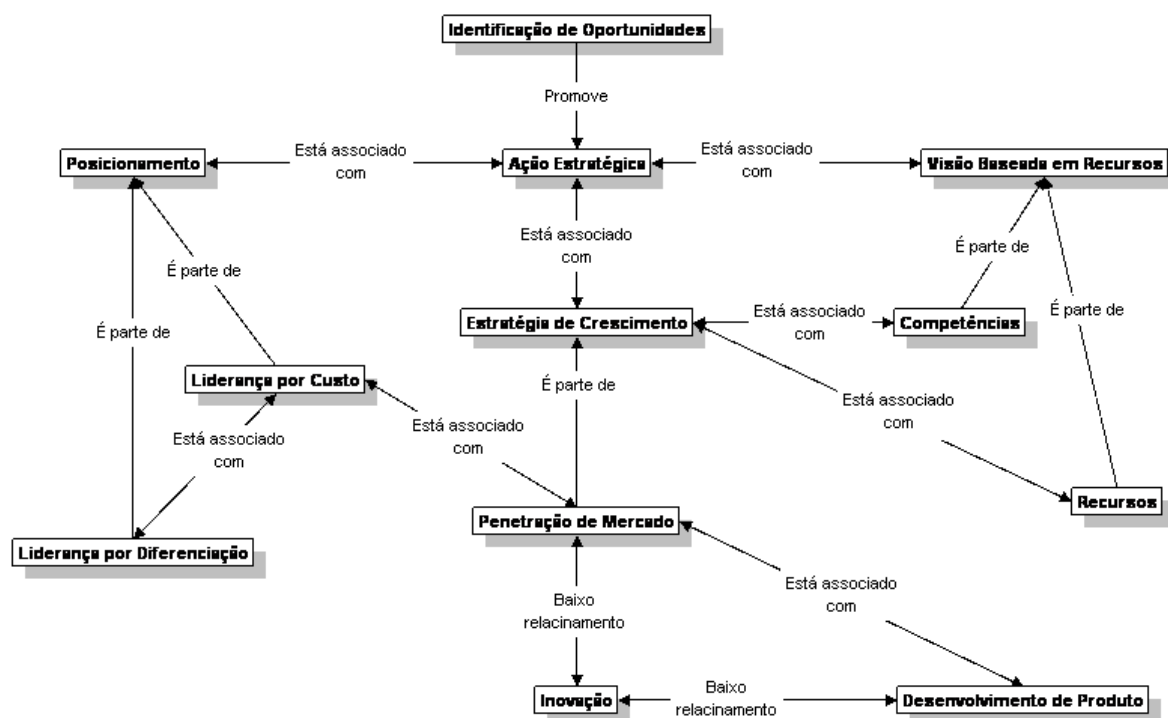 Identificação de Oportunidades
Promove
Posicionamento
Está associado
com
Ação Estratégica
Está associado
com
Visão Baseada em Recursos
Está associado
com
É parte de
É parte de
É parte de
É parte de
Estratégia de Crescimento
Está associado
com
Competências
Liderança por Custo
É parte de
Está associado
com
Está associado
com
Está associado
com
Recursos
Penetração de Mercado
Liderança por Diferenciação
Está associado
com
Baixo
relacinamento
Inovação
Baixo
relacionamento
Desenvolvimento de Produto